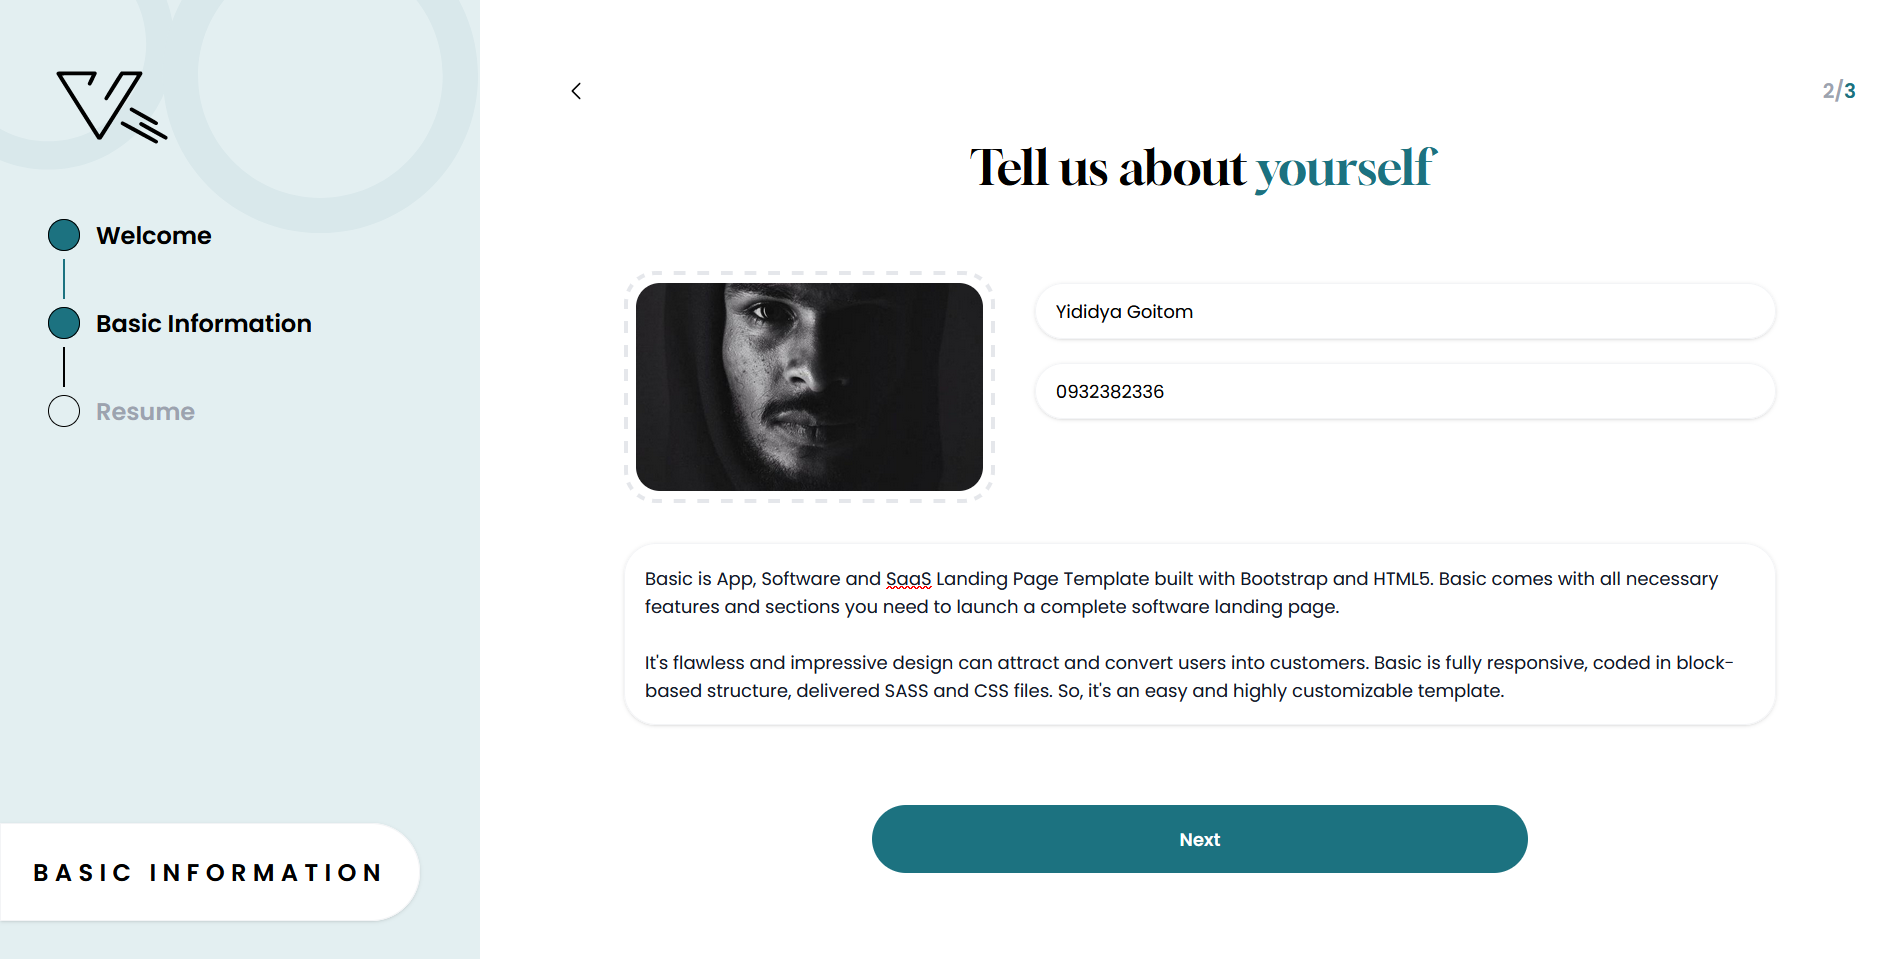 Welcome
Basic Information
Resume
BASIC INFORMATION
2/3
Tell us about yourself
Yididya Goitom
0932382336
Basic is App, Software and SaaS Landing Page Template built with Bootstrap and HTML5. Basic comes with all necessary
features and sections you need to launch a complete software landing page.
It's flawless and impressive design can attract and convert users into customers. Basic is fully responsive, coded in block-
based structure, delivered SASS and CSS files. So, it's an easy and highly customizable template.
Next